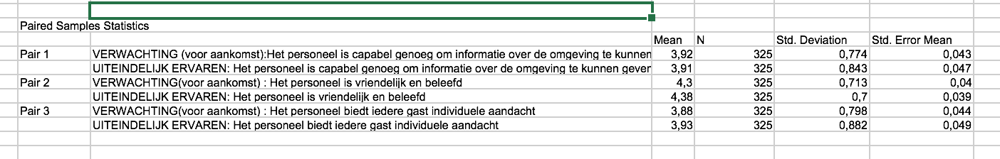 Paired Samples Statistics
Mean N Std. Deviation Std. Error Mean
Pair 1 VERWACHTING (voor aankomst):Het personeel is capabel genoeg om informatie over de omgeving te kunnen 3,92 325 0,774 0,043
UITEINDELIJK ERVAREN: Het personeel is capabel genoeg om informatie over de omgeving te kunnen gever 3,91 325 0,843 0,047
Pair 2 VERWACHTING(voor aankomst) : Het personeel is vriendelijk en beleefd 4,3 325 0,713 0,04
UITEINDELIJK ERVAREN: Het personeel is vriendelijk en beleefd 4,38 325 0,7 0,039
Pair 3 VERWACHTING(voor aankomst) : Het personeel biedt iedere gast individuele aandacht 3,88 325 0,798 0,044
UITEINDELIJK ERVAREN: Het personeel biedt iedere gast individuele aandacht 3,93 325 0,882 0,049